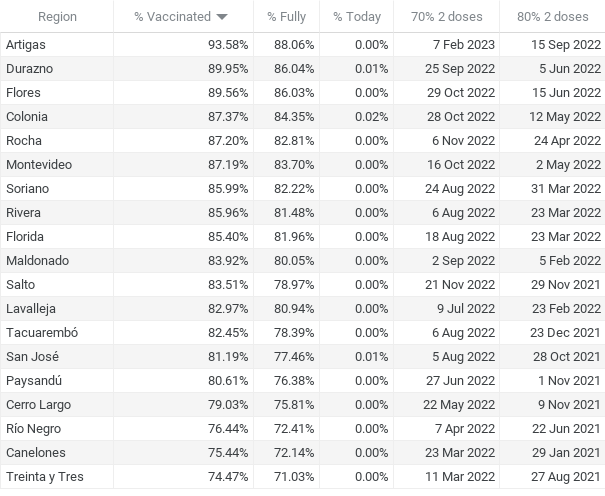 Region % Vaccinated % Fully % Today 70% 2 doses 80% 2 doses
Artigas 93.58% 88.06% 0.00% 7 Feb 2023 15 Sep 2022
Durazno 89.95% 86.04% 0.01% 25 Sep 2022 5 Jun 2022
Flores 89.56% 86.03% 0.00% 29 Oct 2022 15 Jun 2022
Colonia 87.37% 84.35% 0.02% 28 Oct 2022 12 May 2022
Rocha 87.20% 82.81% 0.00% 6 Nov 2022 24 Apr 2022
Montevideo 87.19% 83.70% 0.00% 16 Oct 2022 2 May 2022
Soriano 85.99% 82.22% 0.00% 24 Aug 2022 31 Mar 2022
Rivera 85.96% 81.48% 0.00% 6 Aug 2022 23 Mar 2022
Florida 85.40% 81.96% 0.00% 18 Aug 2022 23 Mar 2022
Maldonado 83.92% 80.05% 0.00% 2 Sep 2022 5 Feb 2022
Salto 83.51% 78.97% 0.00% 21 Nov 2022 29 Nov 2021
Lavalleja 82.97% 80.94% 0.00% 9 Jul 2022 23 Feb 2022
Tacuarembó 82.45% 78.39% 0.00% 6 Aug 2022 23 Dec 2021
San José 81.19% 77.46% 0.01% 5 Aug 2022 28 Oct 2021
Paysandú 80.61% 76.38% 0.00% 27 Jun 2022 1 Nov 2021
Cerro Largo 79.03% 75.81% 0.00% 22 May 2022 9 Nov 2021
Río Negro 76.44% 72.41% 0.00% 7 Apr 2022 22 Jun 2021
Canelones 75.44% 72.14% 0.00% 23 Mar 2022 29 Jan 2021
Treinta y Tres 74.47% 71.03% 0.00% 11 Mar 2022 27 Aug 2021